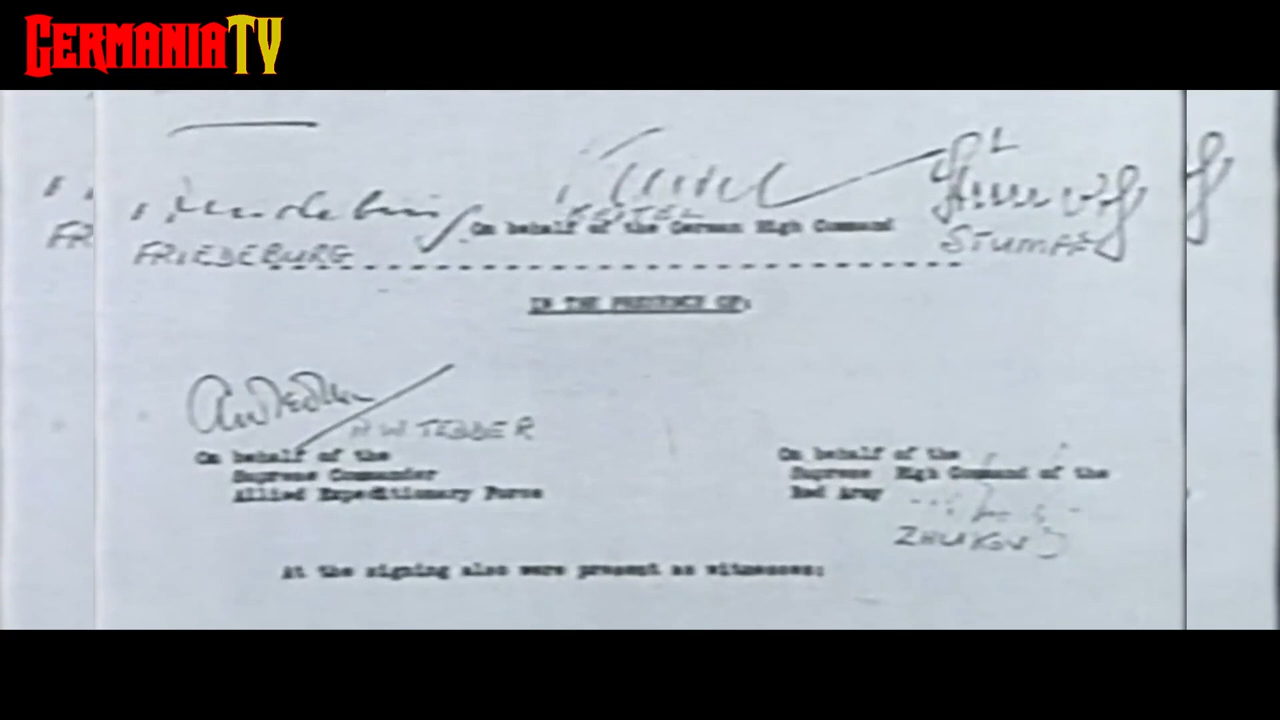 GERMANIATV
FR
FRIEDEBURG
KEITEL
STUMPFF
On behalf of the German High Command
IN THE PRESENCE OF:
A W TEDDER
On behalf of the
Supreme Commander
Allied Expeditionary Force
On behalf of the
Supreme High Command of the
Red Army
ZHUKOV
At the signing also were present as witnesses: